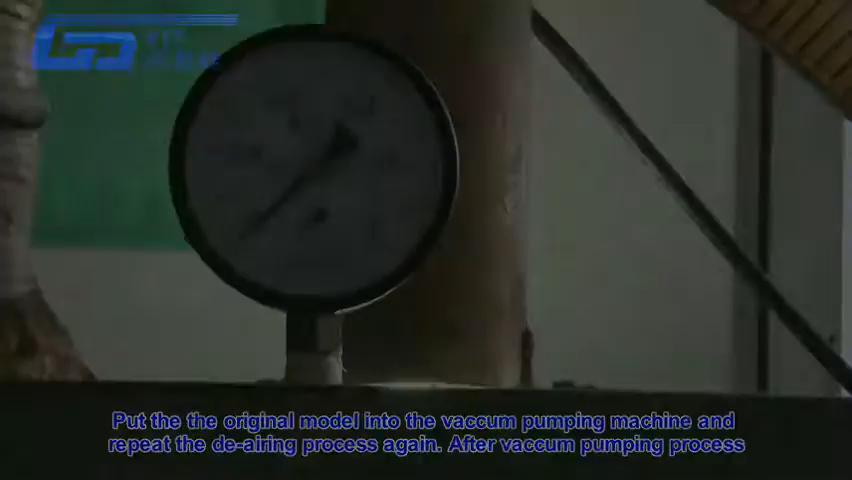 Put the the original model into the vaccum pumping machine and
repeat the de-airing process again. After vaccum pumping process